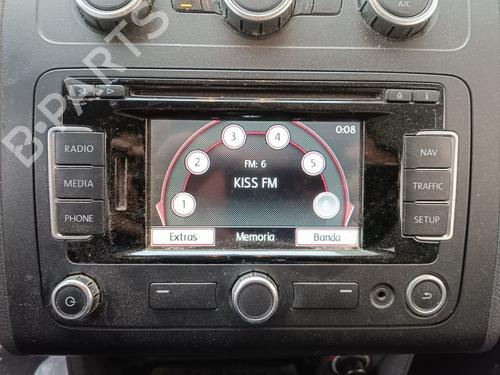 A/C
B-PARTS
0:08
RADIO
MEDIA
PHONE
3
4
2
5
1
6
FM: 6
KISS FM
NAV
TRAFFIC
SETUP
Extras
Memoria
Banda